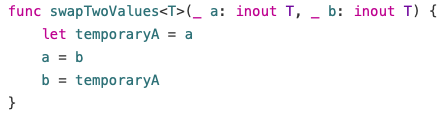 func swapTwoValues<T>(_ a: inout T, _ b: inout T) {
    let temporaryA = a
    a = b
    b = temporaryA
}